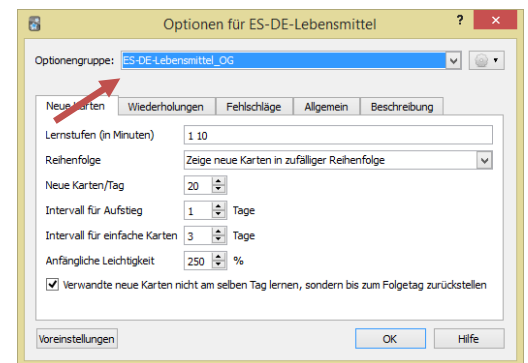 Optionen für ES-DE-Lebensmittel ? ×
Optionengruppe: ES-DE-Lebensmittel_OG
Neue Karten Wiederholungen Fehlschläge Allgemein Beschreibung
Lernstufen (in Minuten) 1 10
Reihenfolge Zeige neue Karten in zufälliger Reihenfolge
Neue Karten/Tag 20
Intervall für Aufstieg 1 Tage
Intervall für einfache Karten 3 Tage
Anfängliche Leichtigkeit 250 %
Verwandte neue Karten nicht am selben Tag lernen, sondern bis zum Folgetag zurückstellen
Voreinstellungen OK Hilfe